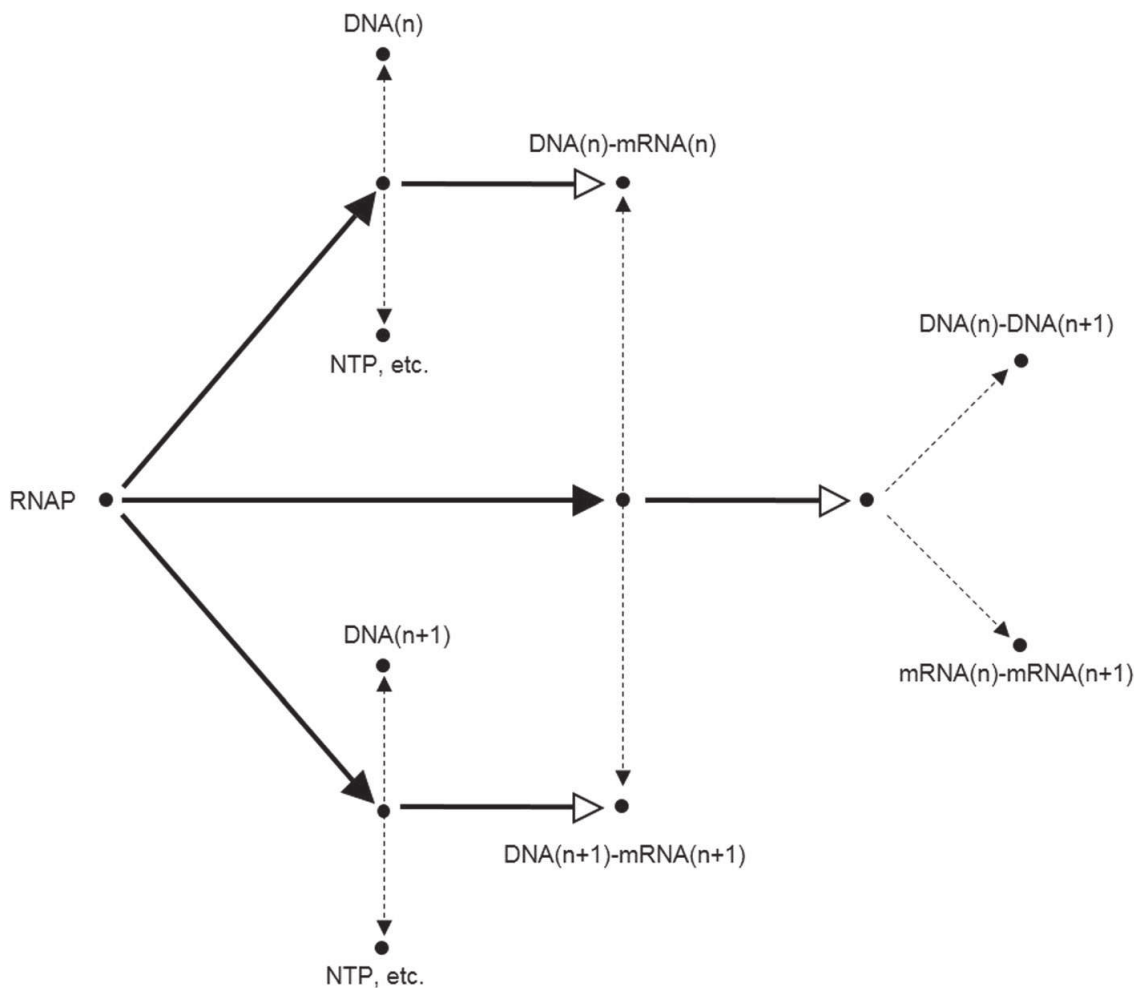 DNA(n)
DNA(n)-mRNA(n)
NTP, etc.
DNA(n)-DNA(n+1)
RNAP
DNA(n+1)
mRNA(n)-mRNA(n+1)
DNA(n+1)-mRNA(n+1)
NTP, etc.